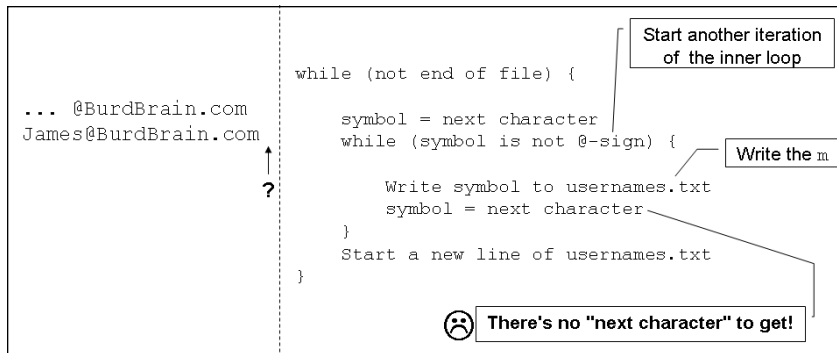 ... @BurdBrain.com
James@BurdBrain.com
?
Start another iteration
of the inner loop
while (not end of file) {
symbol = next character
while (symbol is not @-sign) {
Write the m
Write symbol to usernames.txt
symbol = next character
}
Start a new line of usernames.txt
}
There's no "next character" to get!